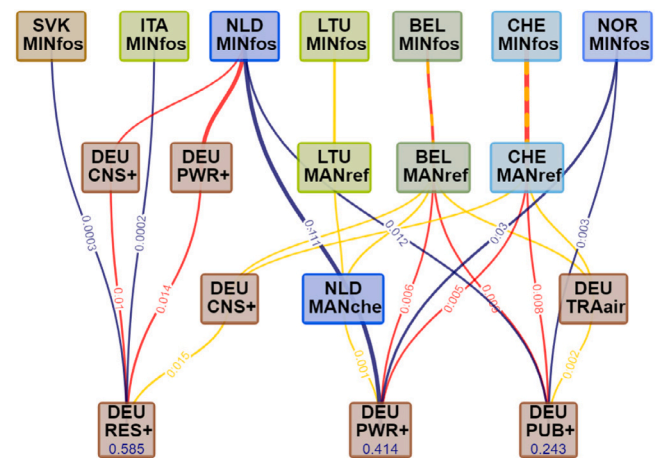 SVK
MINfos
ITA
MINfos
NLD
MINfos
LTU
MINfos
BEL
MINfos
CHE
MINfos
NOR
MINfos
DEU
CNS+
DEU
PWR+
LTU
MANref
BEL
MANref
CHE
MANref
0.0003
0.0002
0.111
0.012
0.03
0.003
DEU
CNS+
NLD
MANche
DEU
TRAair
0.01
0.014
0.006
0.005
0.008
0.015
0.001
0.002
DEU
RES+
0.585
DEU
PWR+
0.414
DEU
PUB+
0.243